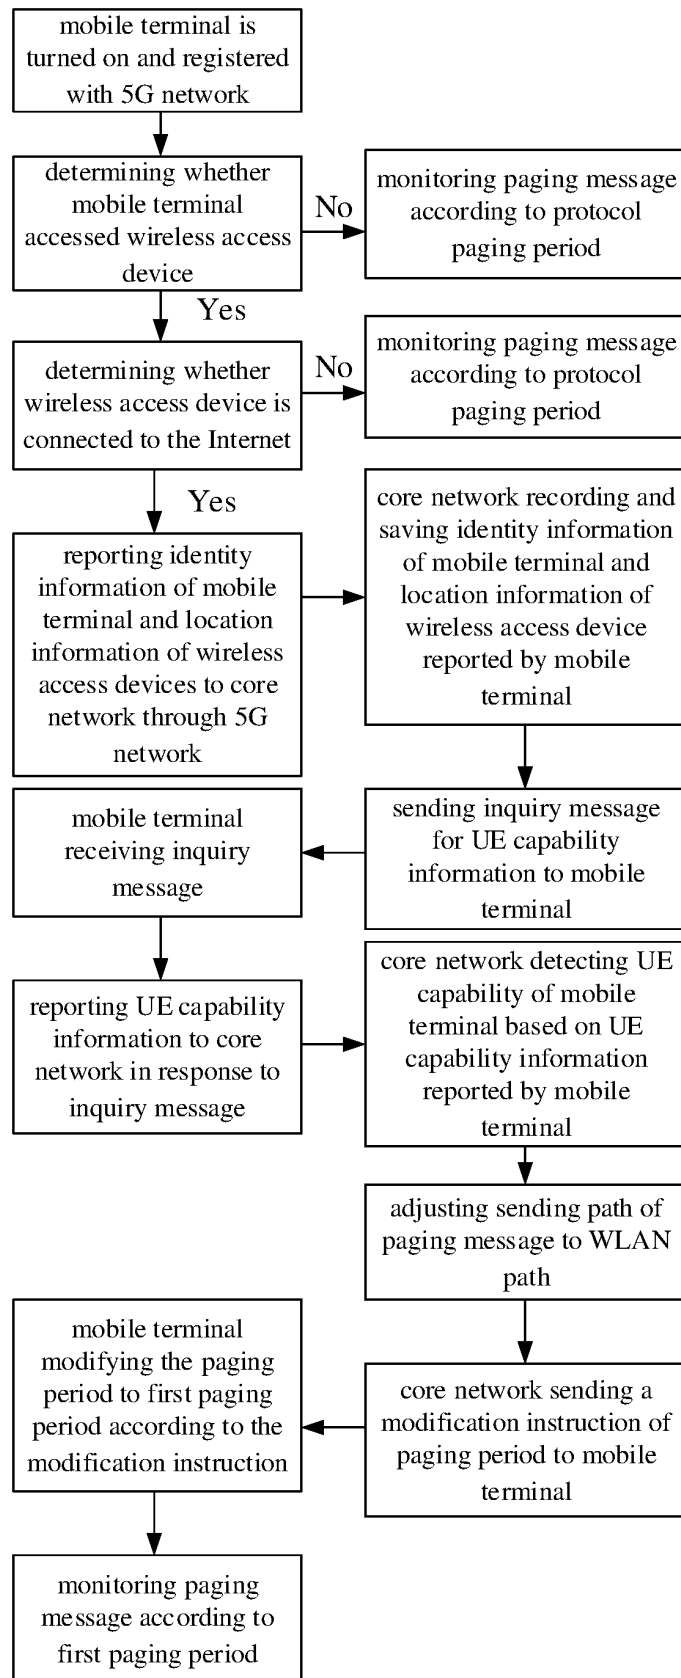 mobile terminal is
turned on and registered
with 5G network
determining whether
mobile terminal
accessed wireless access
device
No
monitoring paging message
according to protocol
paging period
Yes
determining whether
wireless access device is
connected to the Internet
No
monitoring paging message
according to protocol
paging period
Yes
reporting identity
information of mobile
terminal and location
information of wireless
access devices to core
network through 5G
network
core network recording and
saving identity information
of mobile terminal and
location information of
wireless access device
reported by mobile
terminal
sending inquiry message
for UE capability
information to mobile
terminal
mobile terminal
receiving inquiry
message
reporting UE capability
information to core
network in response to
inquiry message
core network detecting UE
capability of mobile
terminal based on UE
capability information
reported by mobile
terminal
adjusting sending path of
paging message to WLAN
path
core network sending a
modification instruction of
paging period to mobile
terminal
mobile terminal
modifying the paging
period to first paging
period according to the
modification instruction
monitoring paging
message according to
first paging period